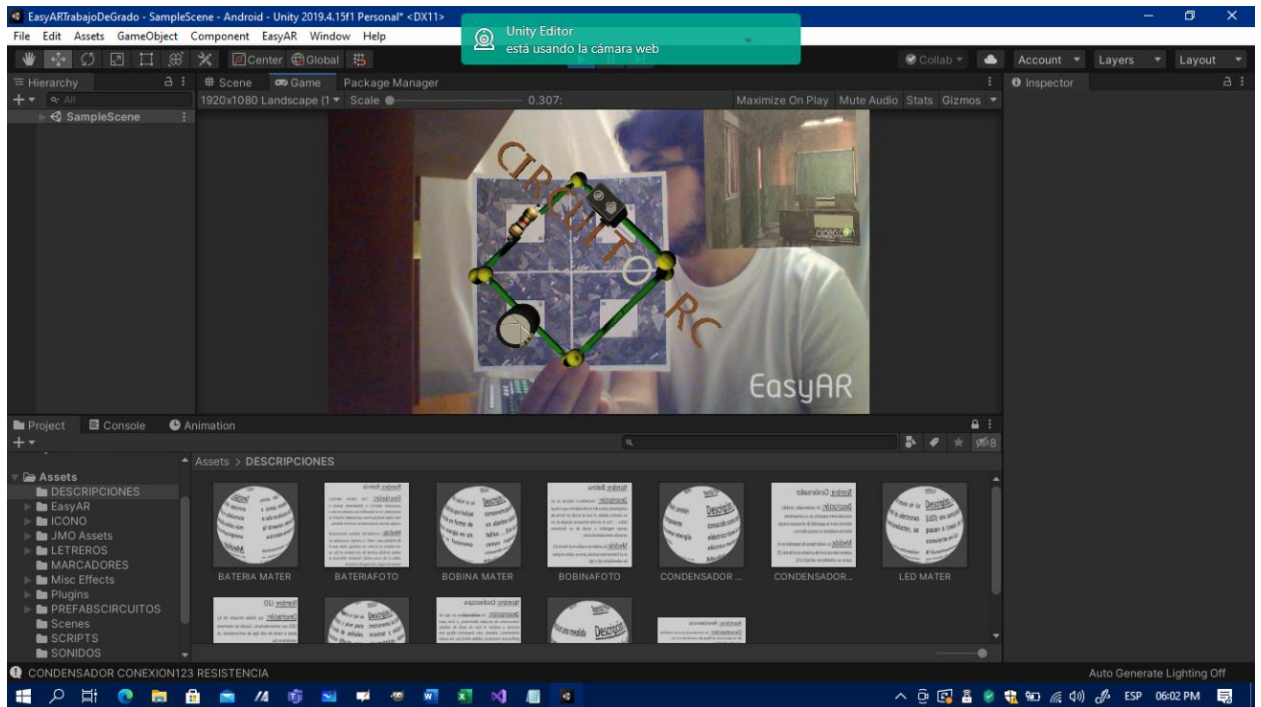 EasyARTrabajoDeGrado - SampleScene - Android - Unity 2019.4.15f1 Personal* <DX11>
Unity Editor
está usando la cámara web
File Edit Assets GameObject Component EasyAR Window Help
Center Global
Collab Account Layers Layout
Hierarchy
Scene Game Package Manager
Inspector
All
1920x1080 Landscape (1 Scale 0.307: Maximize On Play Mute Audio Stats Gizmos
SampleScene
CIRCUITO RC
EasyAR
Project Console Animation
8
Assets > DESCRIPCIONES
Assets
DESCRIPCIONES
EasyAR
ICONO
JMO Assets
LETREROS
MARCADORES
Misc Effects
Plugins
PREFABSCIRCUITOS
Scenes
SCRIPTS
SONIDOS
BATERIA MATER BATERIAFOTO BOBINA MATER BOBINAFOTO CONDENSADOR ... CONDENSADOR... LED MATER
CONDENSADOR CONEXION123 RESISTENCIA
Auto Generate Lighting Off
ESP 06:02 PM